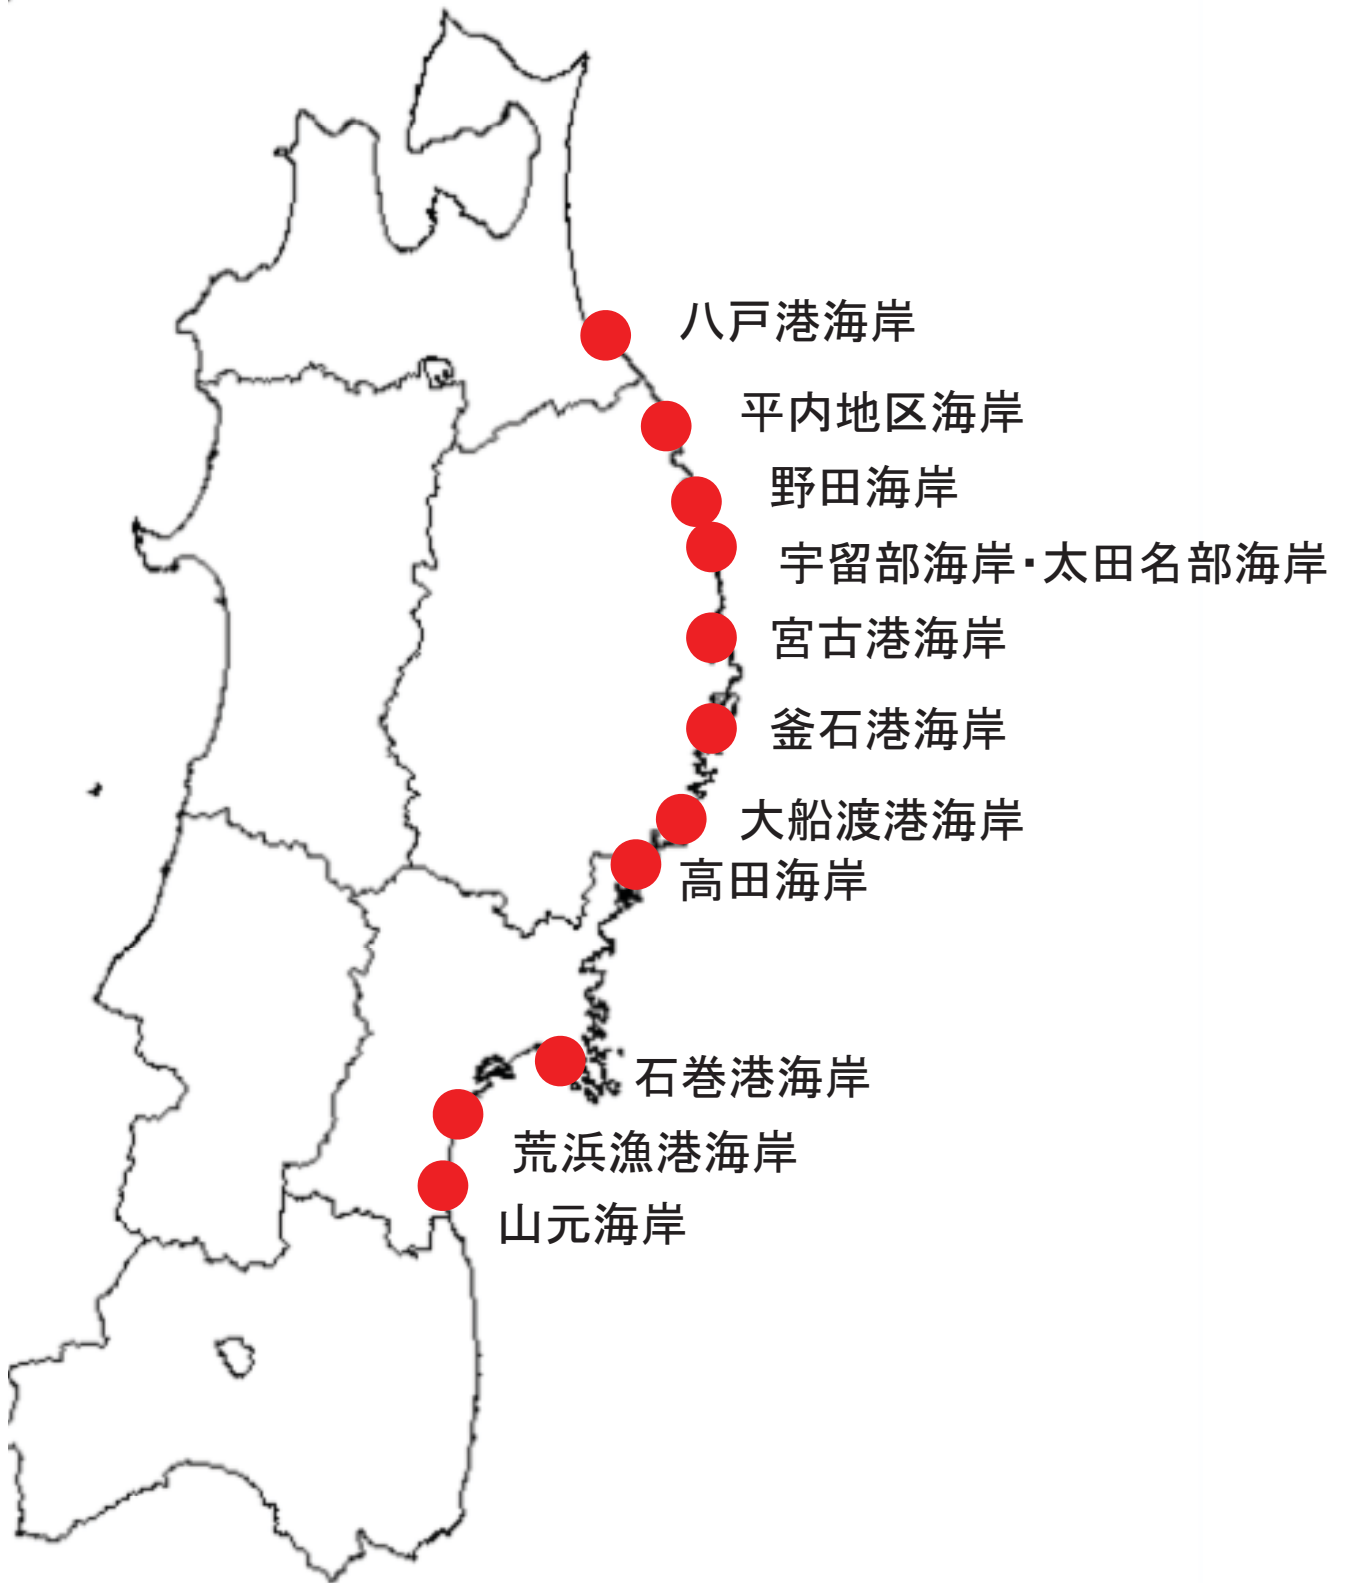 八戸港海岸
平内地区海岸
野田海岸
宇留部海岸・太田名部海岸
宮古港海岸
釜石港海岸
大船渡港海岸
高田海岸
石巻港海岸
荒浜漁港海岸
山元海岸